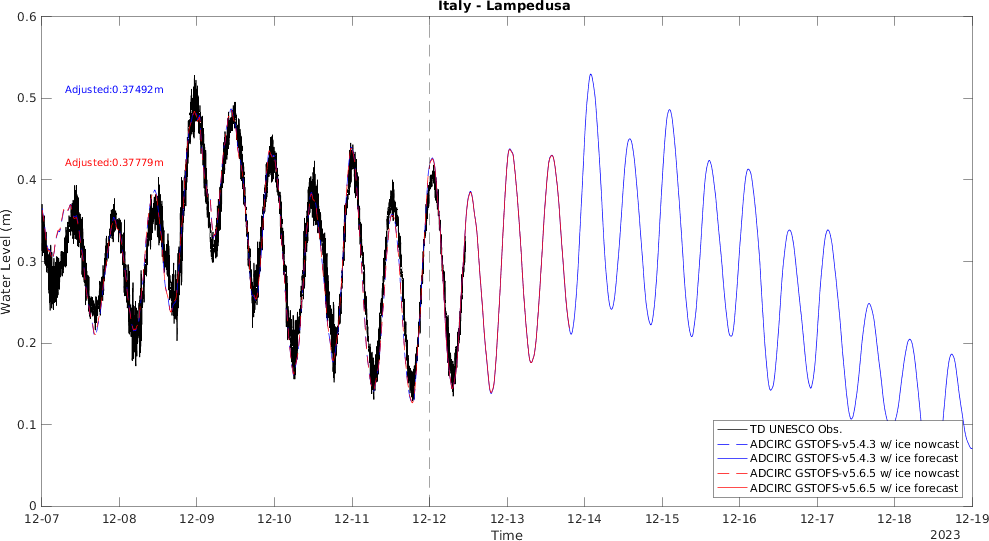 Italy - Lampedusa
0.6
0.5
0.4
0.3
0.2
0.1
0
Water Level (m)
Adjusted:0.37492m
Adjusted:0.37779m
TD UNESCO Obs.
ADCIRC GSTOFS-v5.4.3 w/ ice nowcast
ADCIRC GSTOFS-v5.4.3 w/ ice forecast
ADCIRC GSTOFS-v5.6.5 w/ ice nowcast
ADCIRC GSTOFS-v5.6.5 w/ ice forecast
12-07 12-08 12-09 12-10 12-11 12-12 12-13 12-14 12-15 12-16 12-17 12-18 12-19
Time
2023